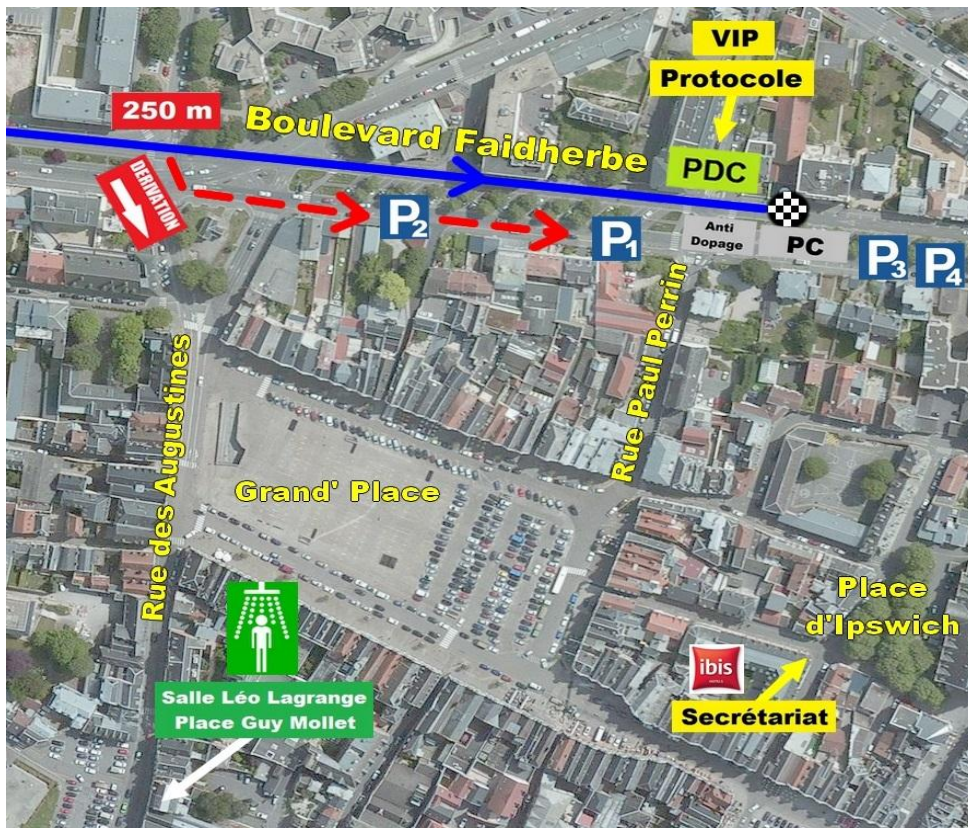 VIP
Protocole
250 m
Boulevard Faidherbe
DERIVATION
PDC
P2
P1
Anti
Dopage
PC
P3
P4
Rue des Augustines
Rue Paul Perrin
Grand' Place
Place
d'Ipswich
ibis
HOTELS
Salle Léo Lagrange
Place Guy Mollet
Secrétariat